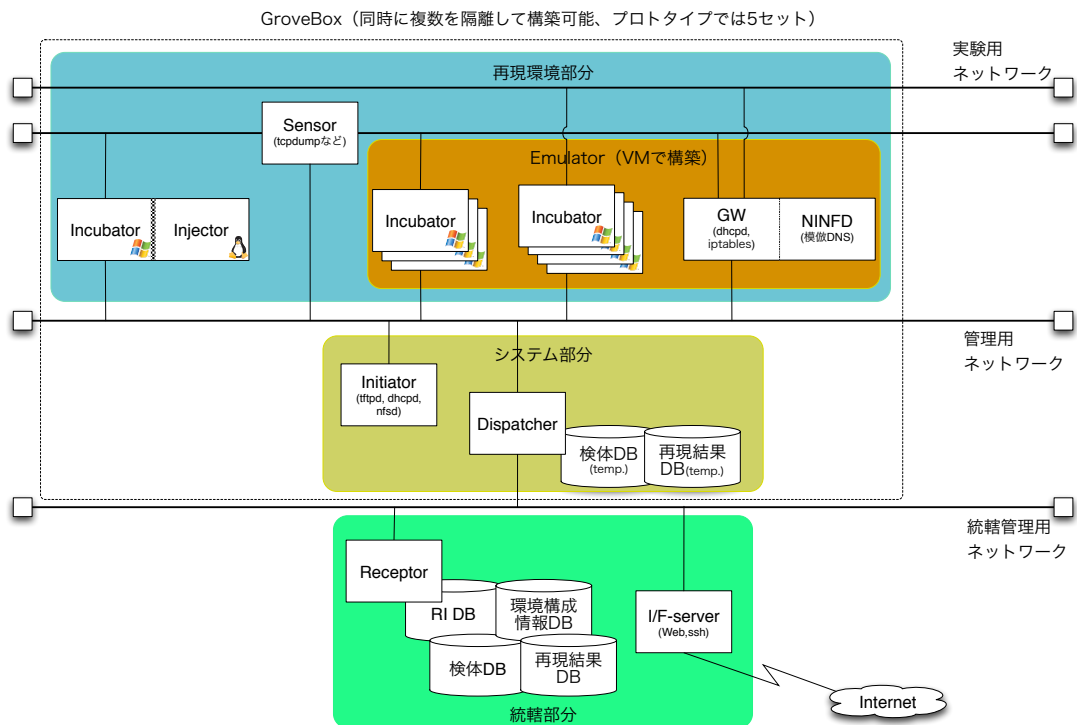 GroveBox（同時に複数を隔離して構築可能、プロトタイプでは5セット）
実験用
ネットワーク
再現環境部分
Sensor
(tcpdumpなど)
Emulator（VMで構築）
Incubator
Injector
Incubator
Incubator
GW
(dhcpd,
iptables)
NINFD
(模倣DNS)
管理用
ネットワーク
システム部分
Initiator
(tftpd, dhcpd,
nfsd)
Dispatcher
検体DB
(temp.)
再現結果
DB(temp.)
統轄管理用
ネットワーク
Receptor
RI DB
環境構成
情報DB
検体DB
再現結果
DB
I/F-server
(Web,ssh)
Internet
統轄部分